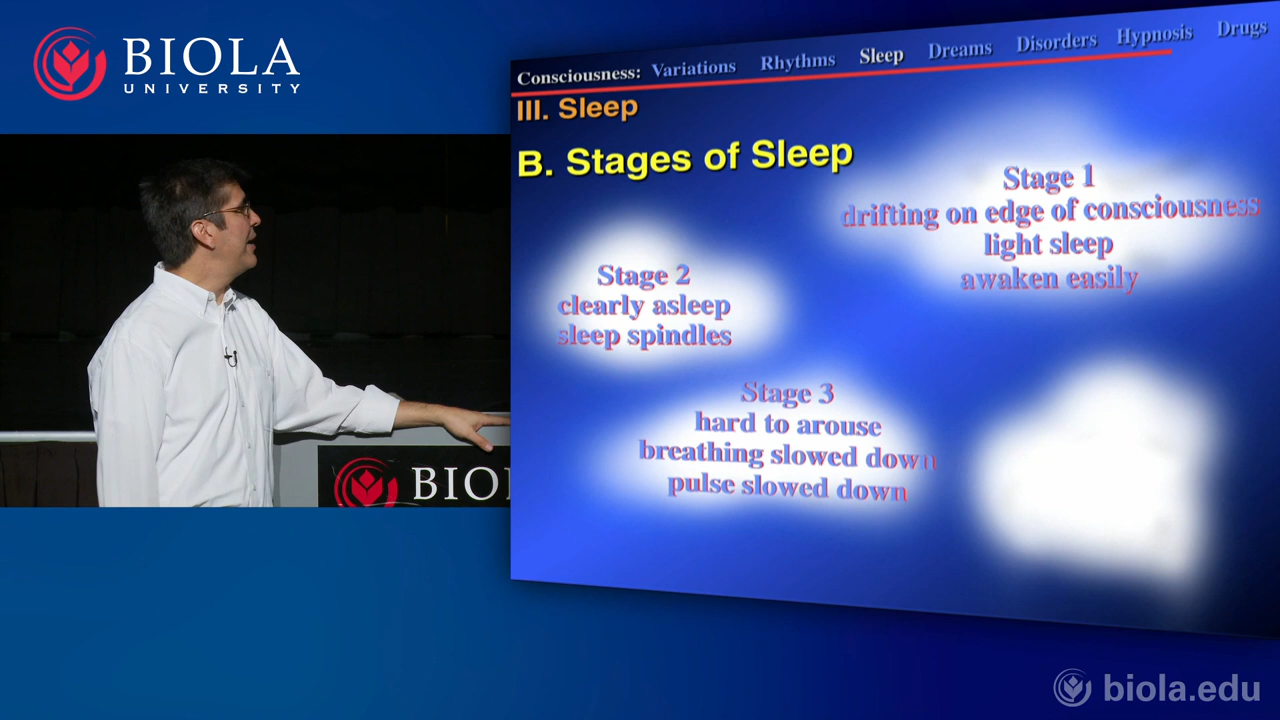 BIOLA
UNIVERSITY
Consciousness: Variations Rhythms Sleep Dreams Disorders Hypnosis Drugs
III. Sleep
B. Stages of Sleep
Stage 1
drifting on edge of consciousness
light sleep
awaken easily
Stage 2
clearly asleep
sleep spindles
Stage 3
hard to arouse
breathing slowed down
pulse slowed down
BIO
biola.edu